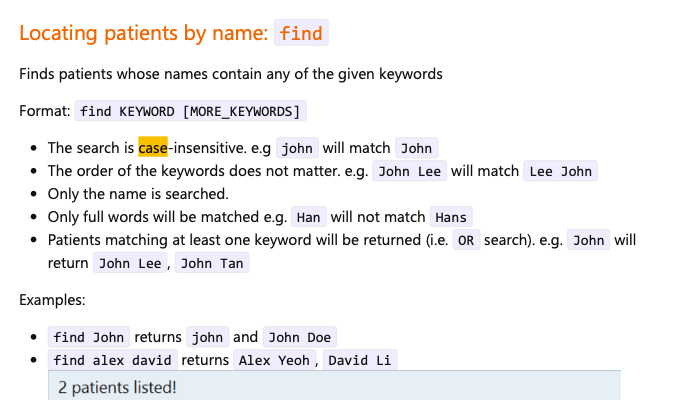 Locating patients by name: find
Finds patients whose names contain any of the given keywords
Format: find KEYWORD [MORE_KEYWORDS]
• The search is case-insensitive. e.g john will match John
• The order of the keywords does not matter. e.g. John Lee will match Lee John
• Only the name is searched.
• Only full words will be matched e.g. Han will not match Hans
• Patients matching at least one keyword will be returned (i.e. OR search). e.g. John will
return John Lee, John Tan
Examples:
• find John returns john and John Doe
• find alex david returns Alex Yeoh, David Li
2 patients listed!